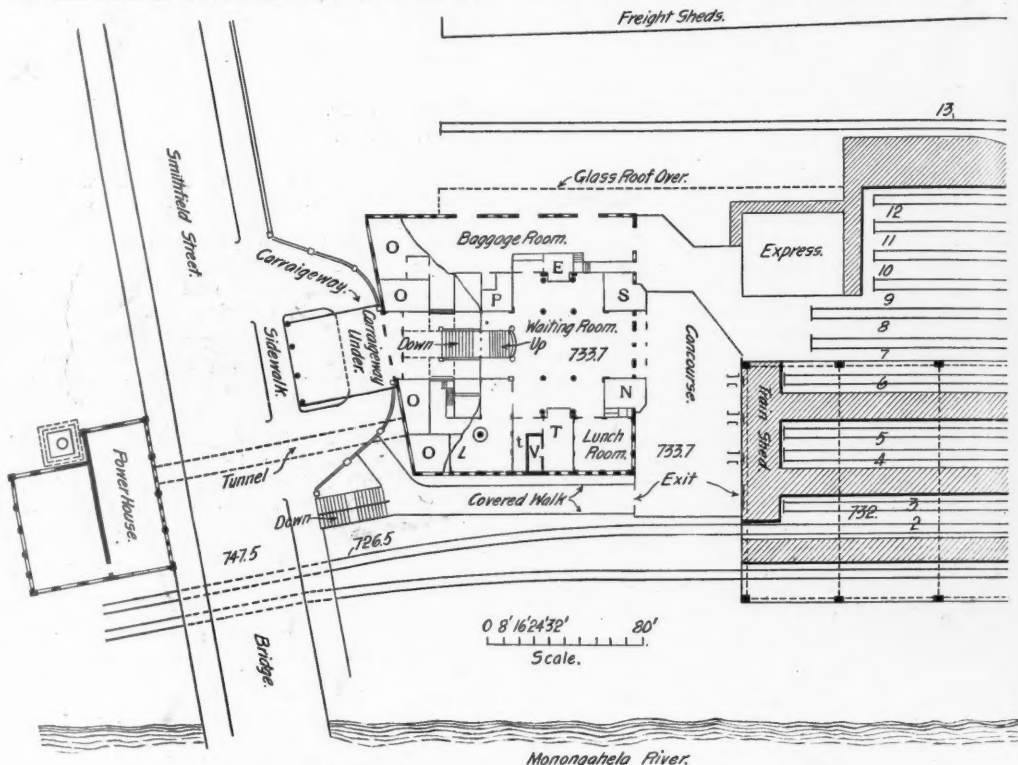 Freight Sheds.
13,
Smithfield Street.
Glass Roof Over.
12
11
10
9
8
7
6
5
4
3
2
732.
Express.
Baggage Room.
O
O
P
E
S
Carraigeway.
Carraigeway Under.
Sidewalk.
Waiting Room.
Down
Up
733.7
Concourse.
Train Shed
O
O
L
N
t
V
T
Lunch
Room.
733.7
Power House.
Tunnel
Covered Walk
Exit
Down
747.5
726.5
Bridge.
0 8' 16' 24' 32' 80'
Scale.
Monongahela River.